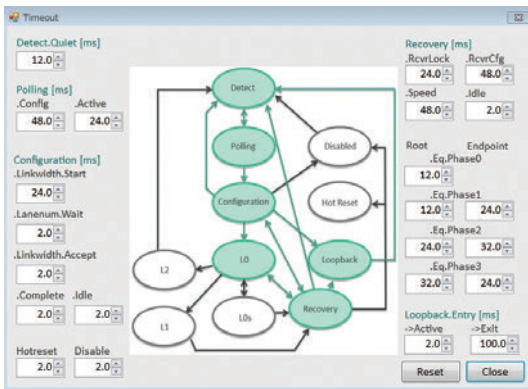 Timeout
Detect.Quiet [ms]
12.0
Polling [ms]
.Config .Active
48.0 24.0
Configuration [ms]
.Linkwidth.Start
24.0
.Lanenum.Wait
2.0
.Linkwidth.Accept
2.0
.Complete .Idle
2.0 2.0
Hotreset Disable
2.0 2.0
Detect
Polling
Disabled
Configuration
Hot Reset
L2
L0
Loopback
L0s
Recovery
L1
Recovery [ms]
.RcvrLock .RcvrCfg
24.0 48.0
.Speed .Idle
48.0 2.0
Root Endpoint
.Eq.Phase0
12.0
.Eq.Phase1
12.0 24.0
.Eq.Phase2
24.0 32.0
.Eq.Phase3
32.0 24.0
Loopback.Entry [ms]
->Active ->Exit
2.0 100.0
Reset Close